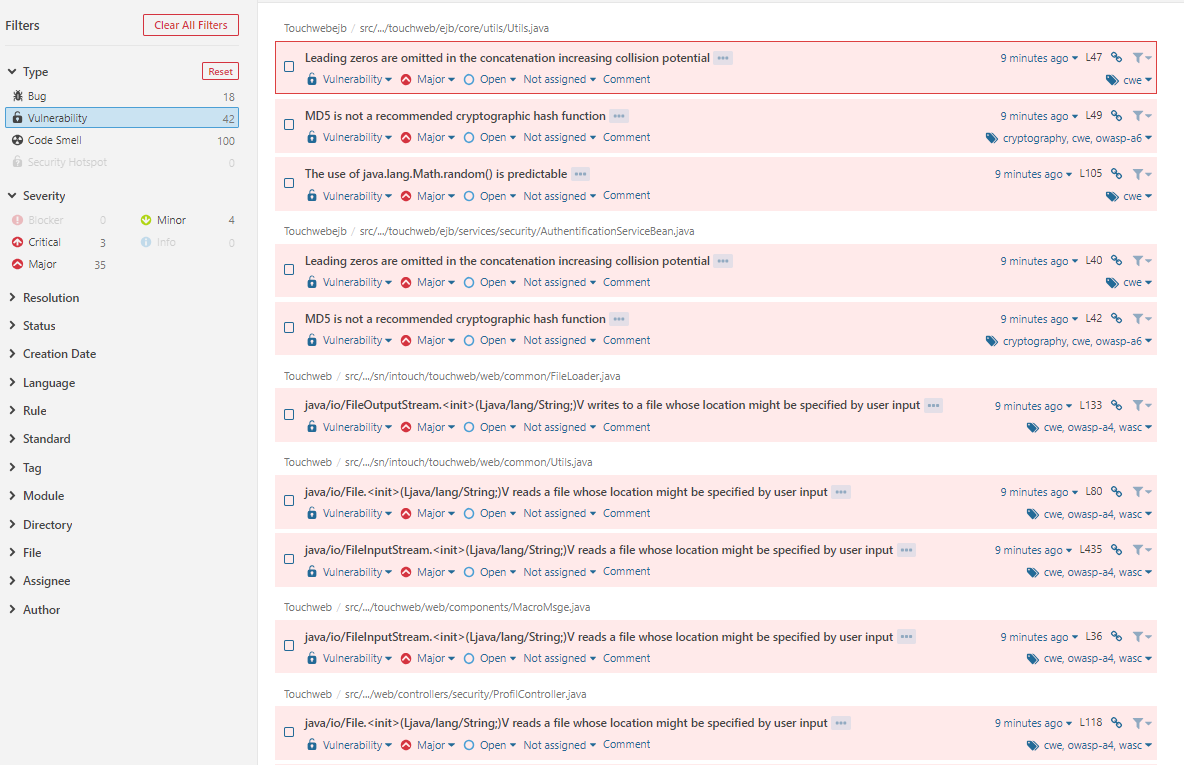 Filters
Clear All Filters
Type
Reset
Bug 18
Vulnerability 42
Code Smell 100
Security Hotspot 0
Severity
Blocker 0 Minor 4
Critical 3 Info 0
Major 35
Resolution
Status
Creation Date
Language
Rule
Standard
Tag
Module
Directory
File
Assignee
Author
Touchwebejb / src/.../touchweb/ejb/core/utils/Utils.java
Leading zeros are omitted in the concatenation increasing collision potential ••• 9 minutes ago L47
Vulnerability Major Open Not assigned Comment cwe
MD5 is not a recommended cryptographic hash function ••• 9 minutes ago L49
Vulnerability Major Open Not assigned Comment cryptography, cwe, owasp-a6
The use of java.lang.Math.random() is predictable ••• 9 minutes ago L105
Vulnerability Major Open Not assigned Comment cwe
Touchwebejb / src/.../touchweb/ejb/services/security/AuthentificationServiceBean.java
Leading zeros are omitted in the concatenation increasing collision potential ••• 9 minutes ago L40
Vulnerability Major Open Not assigned Comment cwe
MD5 is not a recommended cryptographic hash function ••• 9 minutes ago L42
Vulnerability Major Open Not assigned Comment cryptography, cwe, owasp-a6
Touchweb / src/.../sn/intouch/touchweb/web/common/FileLoader.java
java/io/FileOutputStream.<init>(Ljava/lang/String;)V writes to a file whose location might be specified by user input ••• 9 minutes ago L133
Vulnerability Major Open Not assigned Comment cwe, owasp-a4, wasc
Touchweb / src/.../sn/intouch/touchweb/web/common/Utils.java
java/io/File.<init>(Ljava/lang/String;)V reads a file whose location might be specified by user input ••• 9 minutes ago L80
Vulnerability Major Open Not assigned Comment cwe, owasp-a4, wasc
java/io/FileInputStream.<init>(Ljava/lang/String;)V reads a file whose location might be specified by user input ••• 9 minutes ago L435
Vulnerability Major Open Not assigned Comment cwe, owasp-a4, wasc
Touchweb / src/.../touchweb/web/components/MacroMsge.java
java/io/FileInputStream.<init>(Ljava/lang/String;)V reads a file whose location might be specified by user input ••• 9 minutes ago L36
Vulnerability Major Open Not assigned Comment cwe, owasp-a4, wasc
Touchweb / src/.../web/controllers/security/ProfilController.java
java/io/File.<init>(Ljava/lang/String;)V reads a file whose location might be specified by user input ••• 9 minutes ago L118
Vulnerability Major Open Not assigned Comment cwe, owasp-a4, wasc